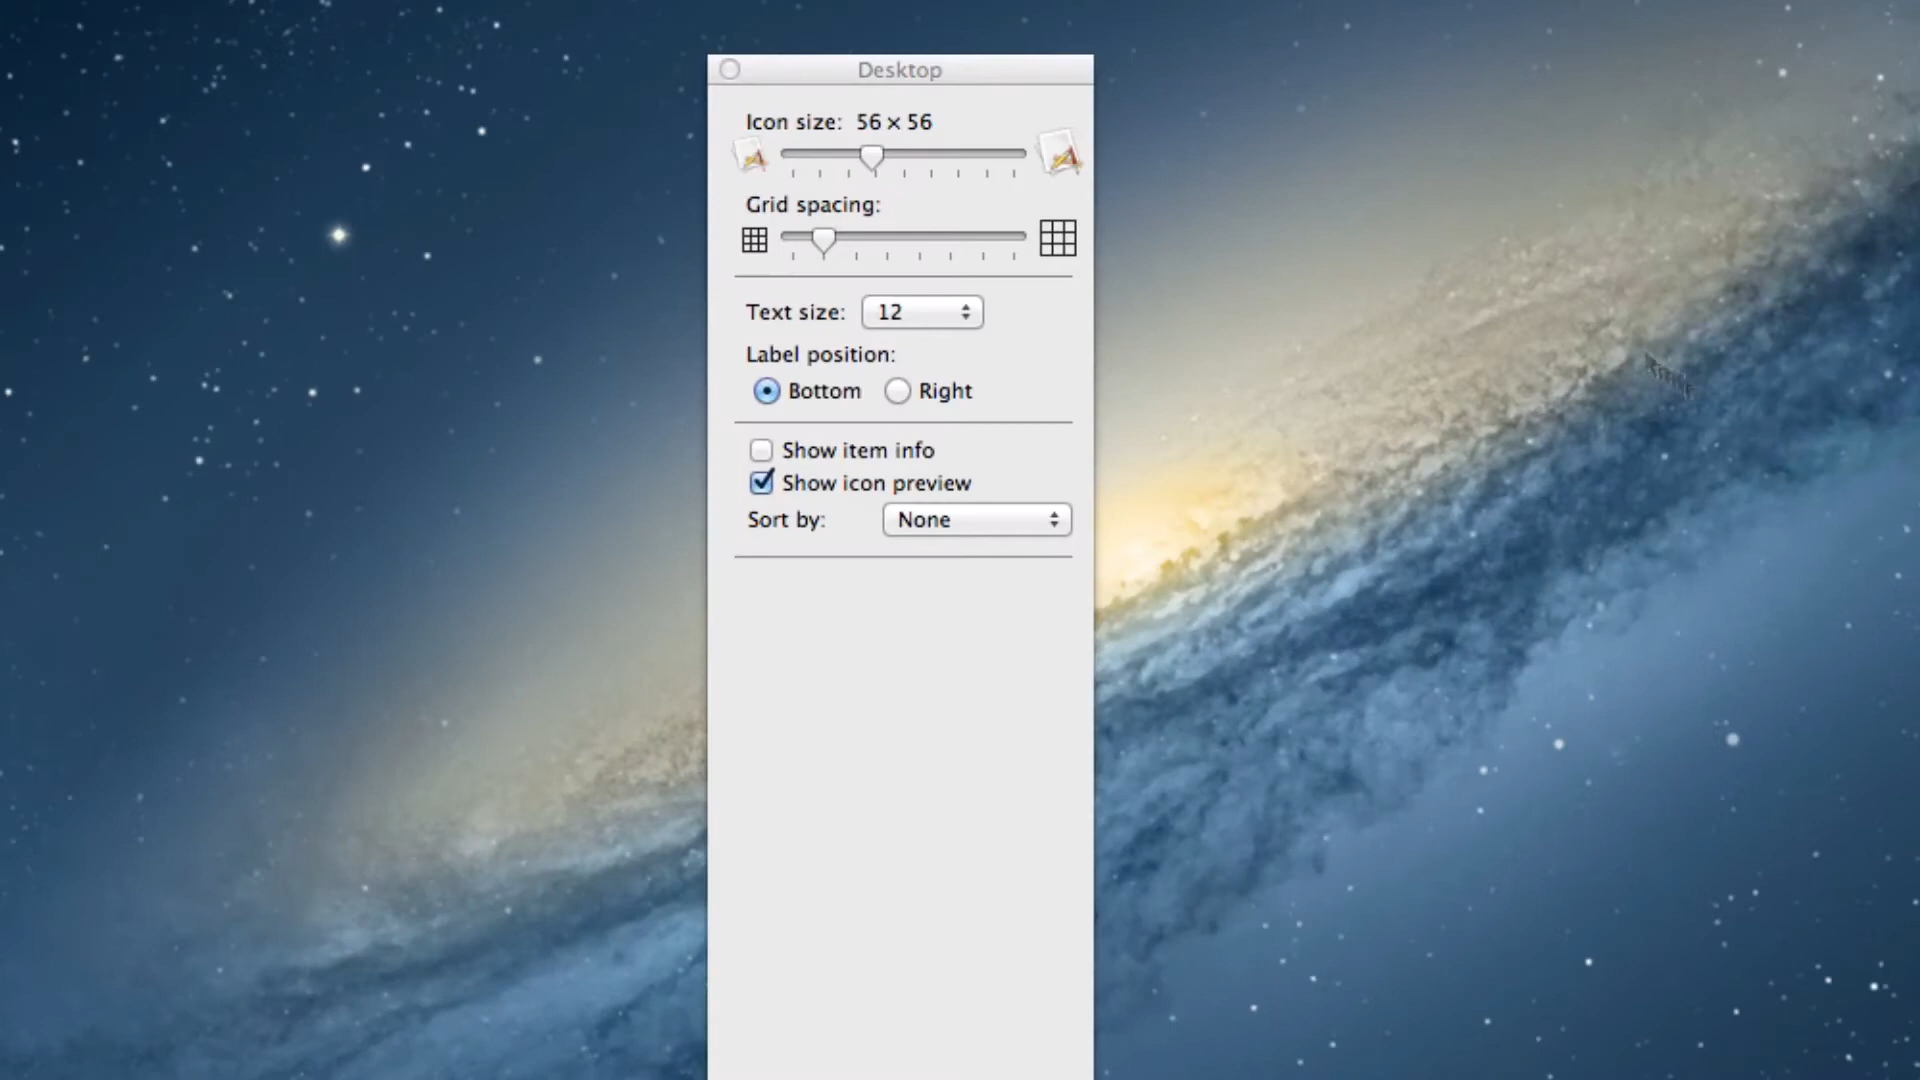 Desktop
Icon size: 56 × 56
Grid spacing:
Text size: 12
Label position:
Bottom Right
Show item info
Show icon preview
Sort by: None